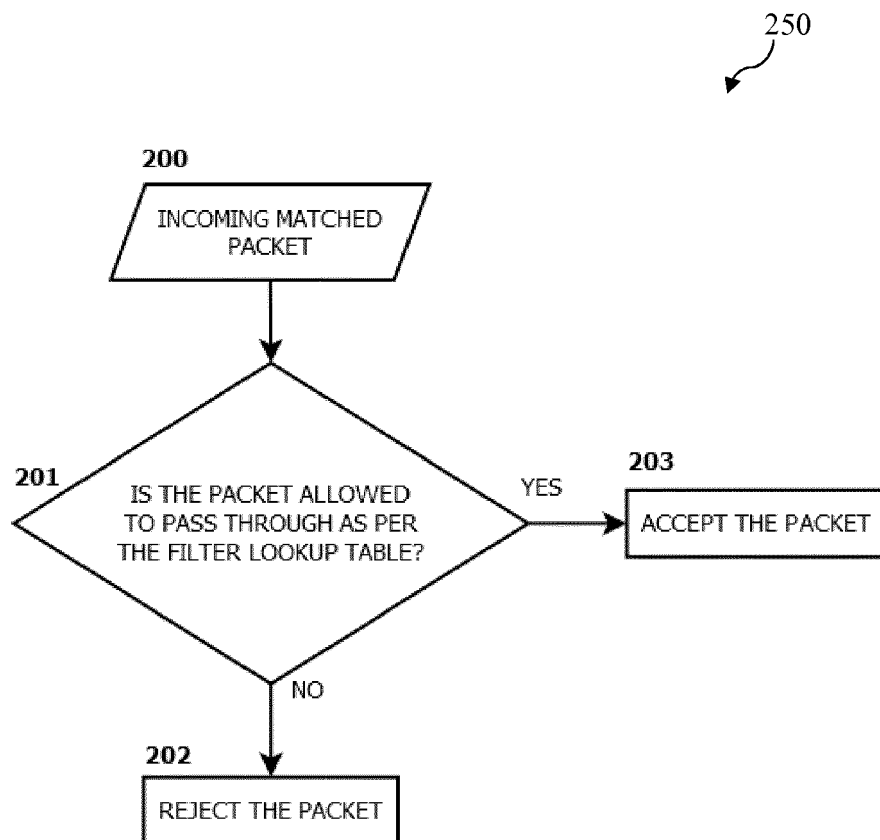 250
200
INCOMING MATCHED
PACKET
201
IS THE PACKET ALLOWED
TO PASS THROUGH AS PER
THE FILTER LOOKUP TABLE?
YES
203
ACCEPT THE PACKET
NO
202
REJECT THE PACKET